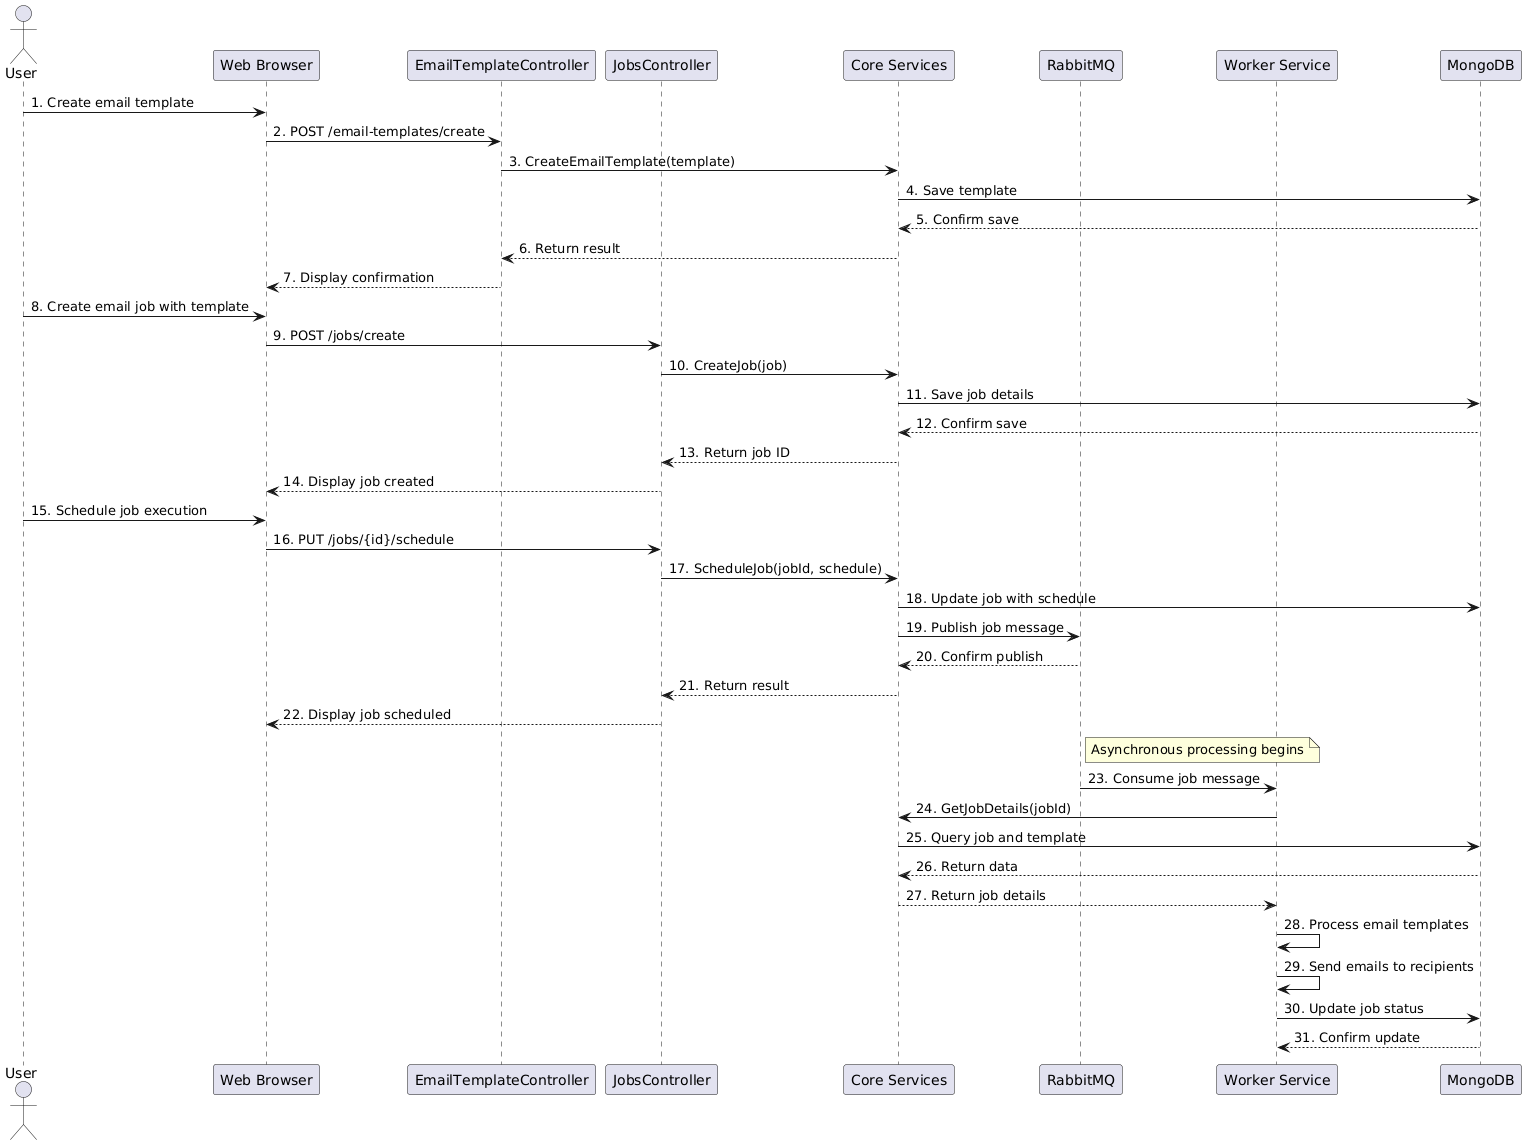 User
Web Browser
EmailTemplateController
JobsController
Core Services
RabbitMQ
Worker Service
MongoDB
1. Create email template
2. POST /email-templates/create
3. CreateEmailTemplate(template)
4. Save template
5. Confirm save
6. Return result
7. Display confirmation
8. Create email job with template
9. POST /jobs/create
10. CreateJob(job)
11. Save job details
12. Confirm save
13. Return job ID
14. Display job created
15. Schedule job execution
16. PUT /jobs/{id}/schedule
17. ScheduleJob(jobId, schedule)
18. Update job with schedule
19. Publish job message
20. Confirm publish
21. Return result
22. Display job scheduled
Asynchronous processing begins
23. Consume job message
24. GetJobDetails(jobId)
25. Query job and template
26. Return data
27. Return job details
28. Process email templates
29. Send emails to recipients
30. Update job status
31. Confirm update
User
Web Browser
EmailTemplateController
JobsController
Core Services
RabbitMQ
Worker Service
MongoDB